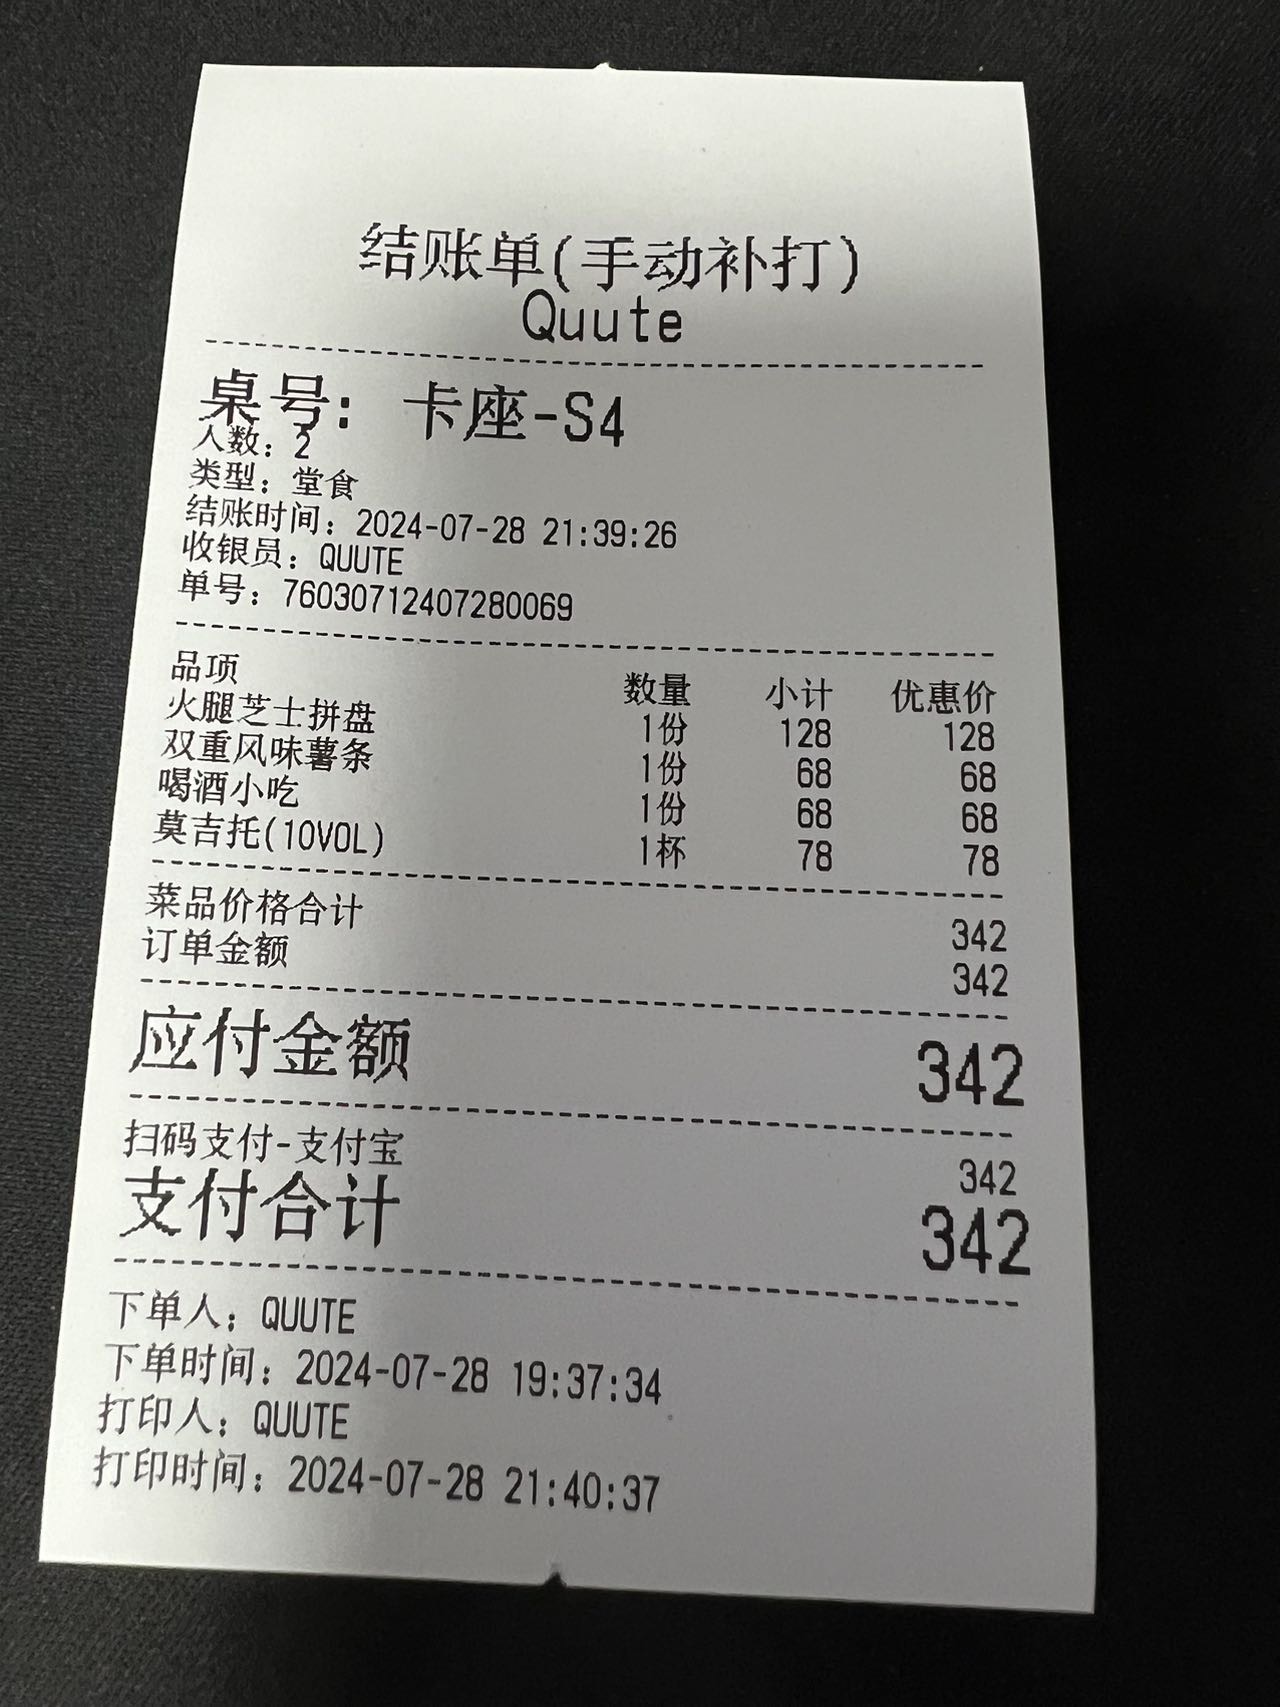 结账单(手动补打)
Quute
桌号: 卡座-S4
人数: 2
类型: 堂食
结账时间: 2024-07-28 21:39:26
收银员: QUUTE
单号: 76030712407280069
品项 数量 小计 优惠价
火腿芝士拼盘 1份 128 128
双重风味薯条 1份 68 68
喝酒小吃 1份 68 68
莫吉托(10VOL) 1杯 78 78
菜品价格合计 342
订单金额 342
应付金额 342
扫码支付-支付宝 342
支付合计 342
下单人: QUUTE
下单时间: 2024-07-28 19:37:34
打印人: QUUTE
打印时间: 2024-07-28 21:40:37